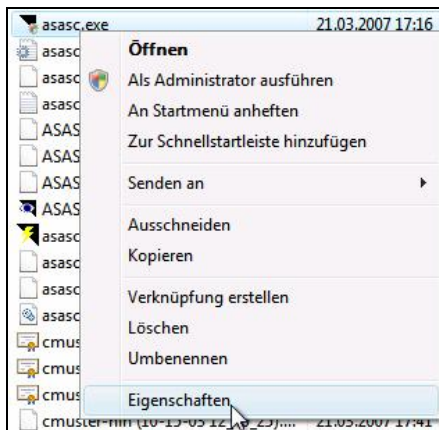 asasc.exe 21.03.2007 17:16
asasc
Öffnen
asasc
Als Administrator ausführen
asasc
An Startmenü anheften
ASAS
Zur Schnellstartleiste hinzufügen
ASAS
ASAS
Senden an
ASAS
asasc
Ausschneiden
asasc
Kopieren
asasc
Verknüpfung erstellen
asasc
Löschen
cmus
Umbenennen
cmus
cmus
Eigenschaften
21.03.2007 17:41